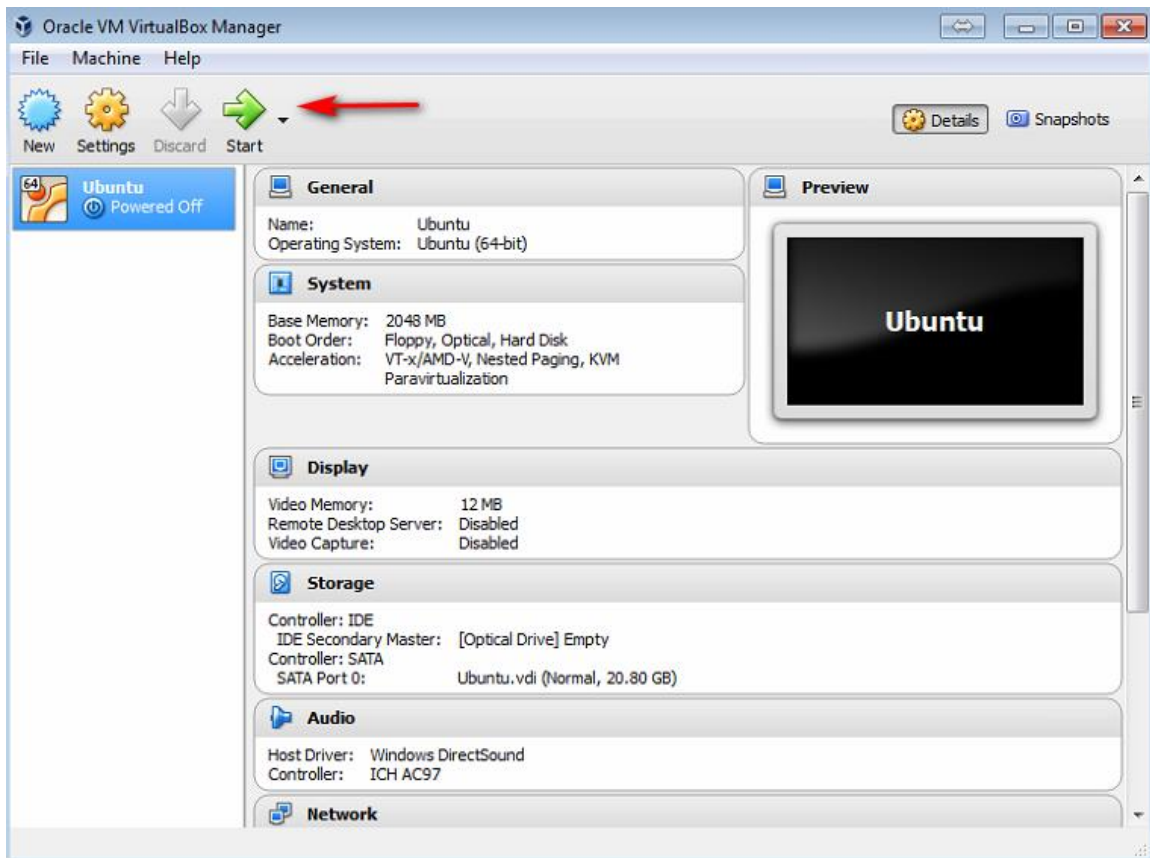 Oracle VM VirtualBox Manager
File Machine Help
New Settings Discard Start
Details Snapshots
64 Ubuntu
Powered Off
General
Name: Ubuntu
Operating System: Ubuntu (64-bit)
System
Base Memory: 2048 MB
Boot Order: Floppy, Optical, Hard Disk
Acceleration: VT-x/AMD-V, Nested Paging, KVM
Paravirtualization
Preview
Ubuntu
Display
Video Memory: 12 MB
Remote Desktop Server: Disabled
Video Capture: Disabled
Storage
Controller: IDE
IDE Secondary Master: [Optical Drive] Empty
Controller: SATA
SATA Port 0: Ubuntu.vdi (Normal, 20.80 GB)
Audio
Host Driver: Windows DirectSound
Controller: ICH AC97
Network